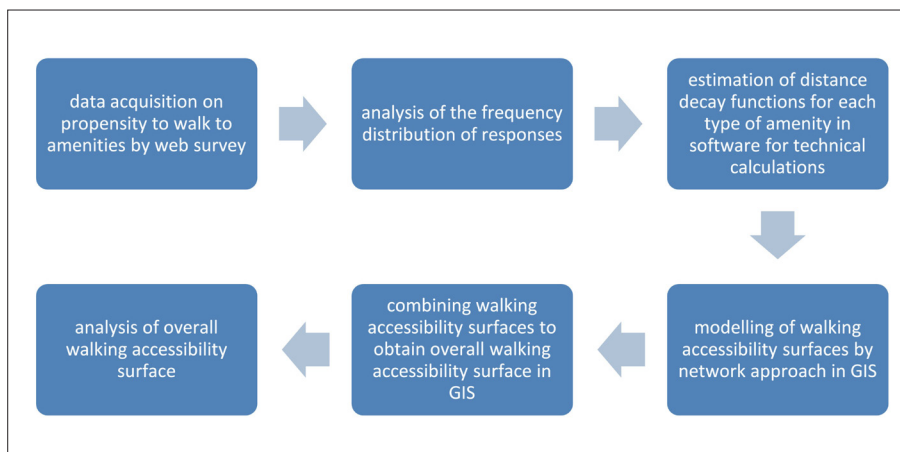 data acquisition on
propensity to walk to
amenities by web survey
analysis of the frequency
distribution of responses
estimation of distance
decay functions for each
type of amenity in
software for technical
calculations
modelling of walking
accessibility surfaces by
network approach in GIS
combining walking
accessibility surfaces to
obtain overall walking
accessibility surface in
GIS
analysis of overall
walking accessibility
surface